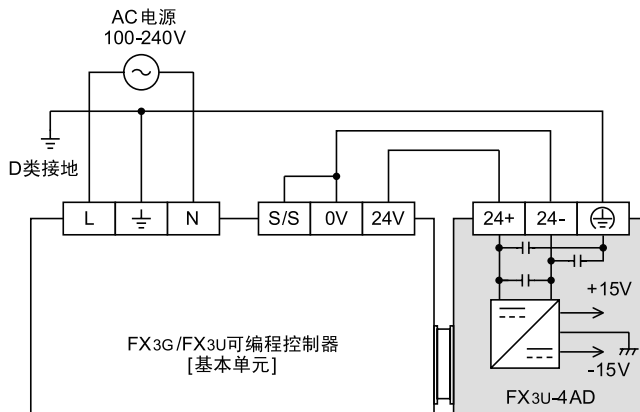 AC电源
100-240V
D类接地
L
N
S/S
0V
24V
24+
24-
+15V
-15V
FX3G/FX3U可编程控制器
[基本单元]
FX3U-4AD